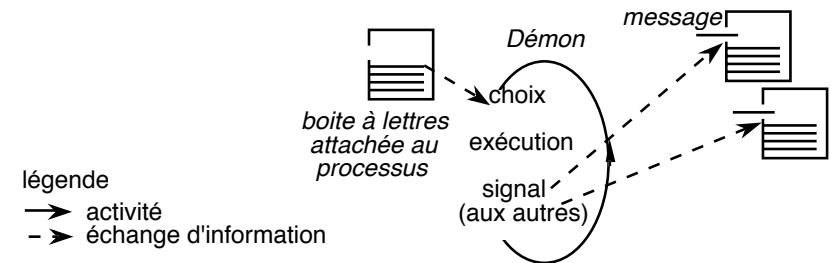 message
Démon
choix
boite à lettres
attachée au
processus
exécution
signal
(aux autres)
légende
activité
échange d'information